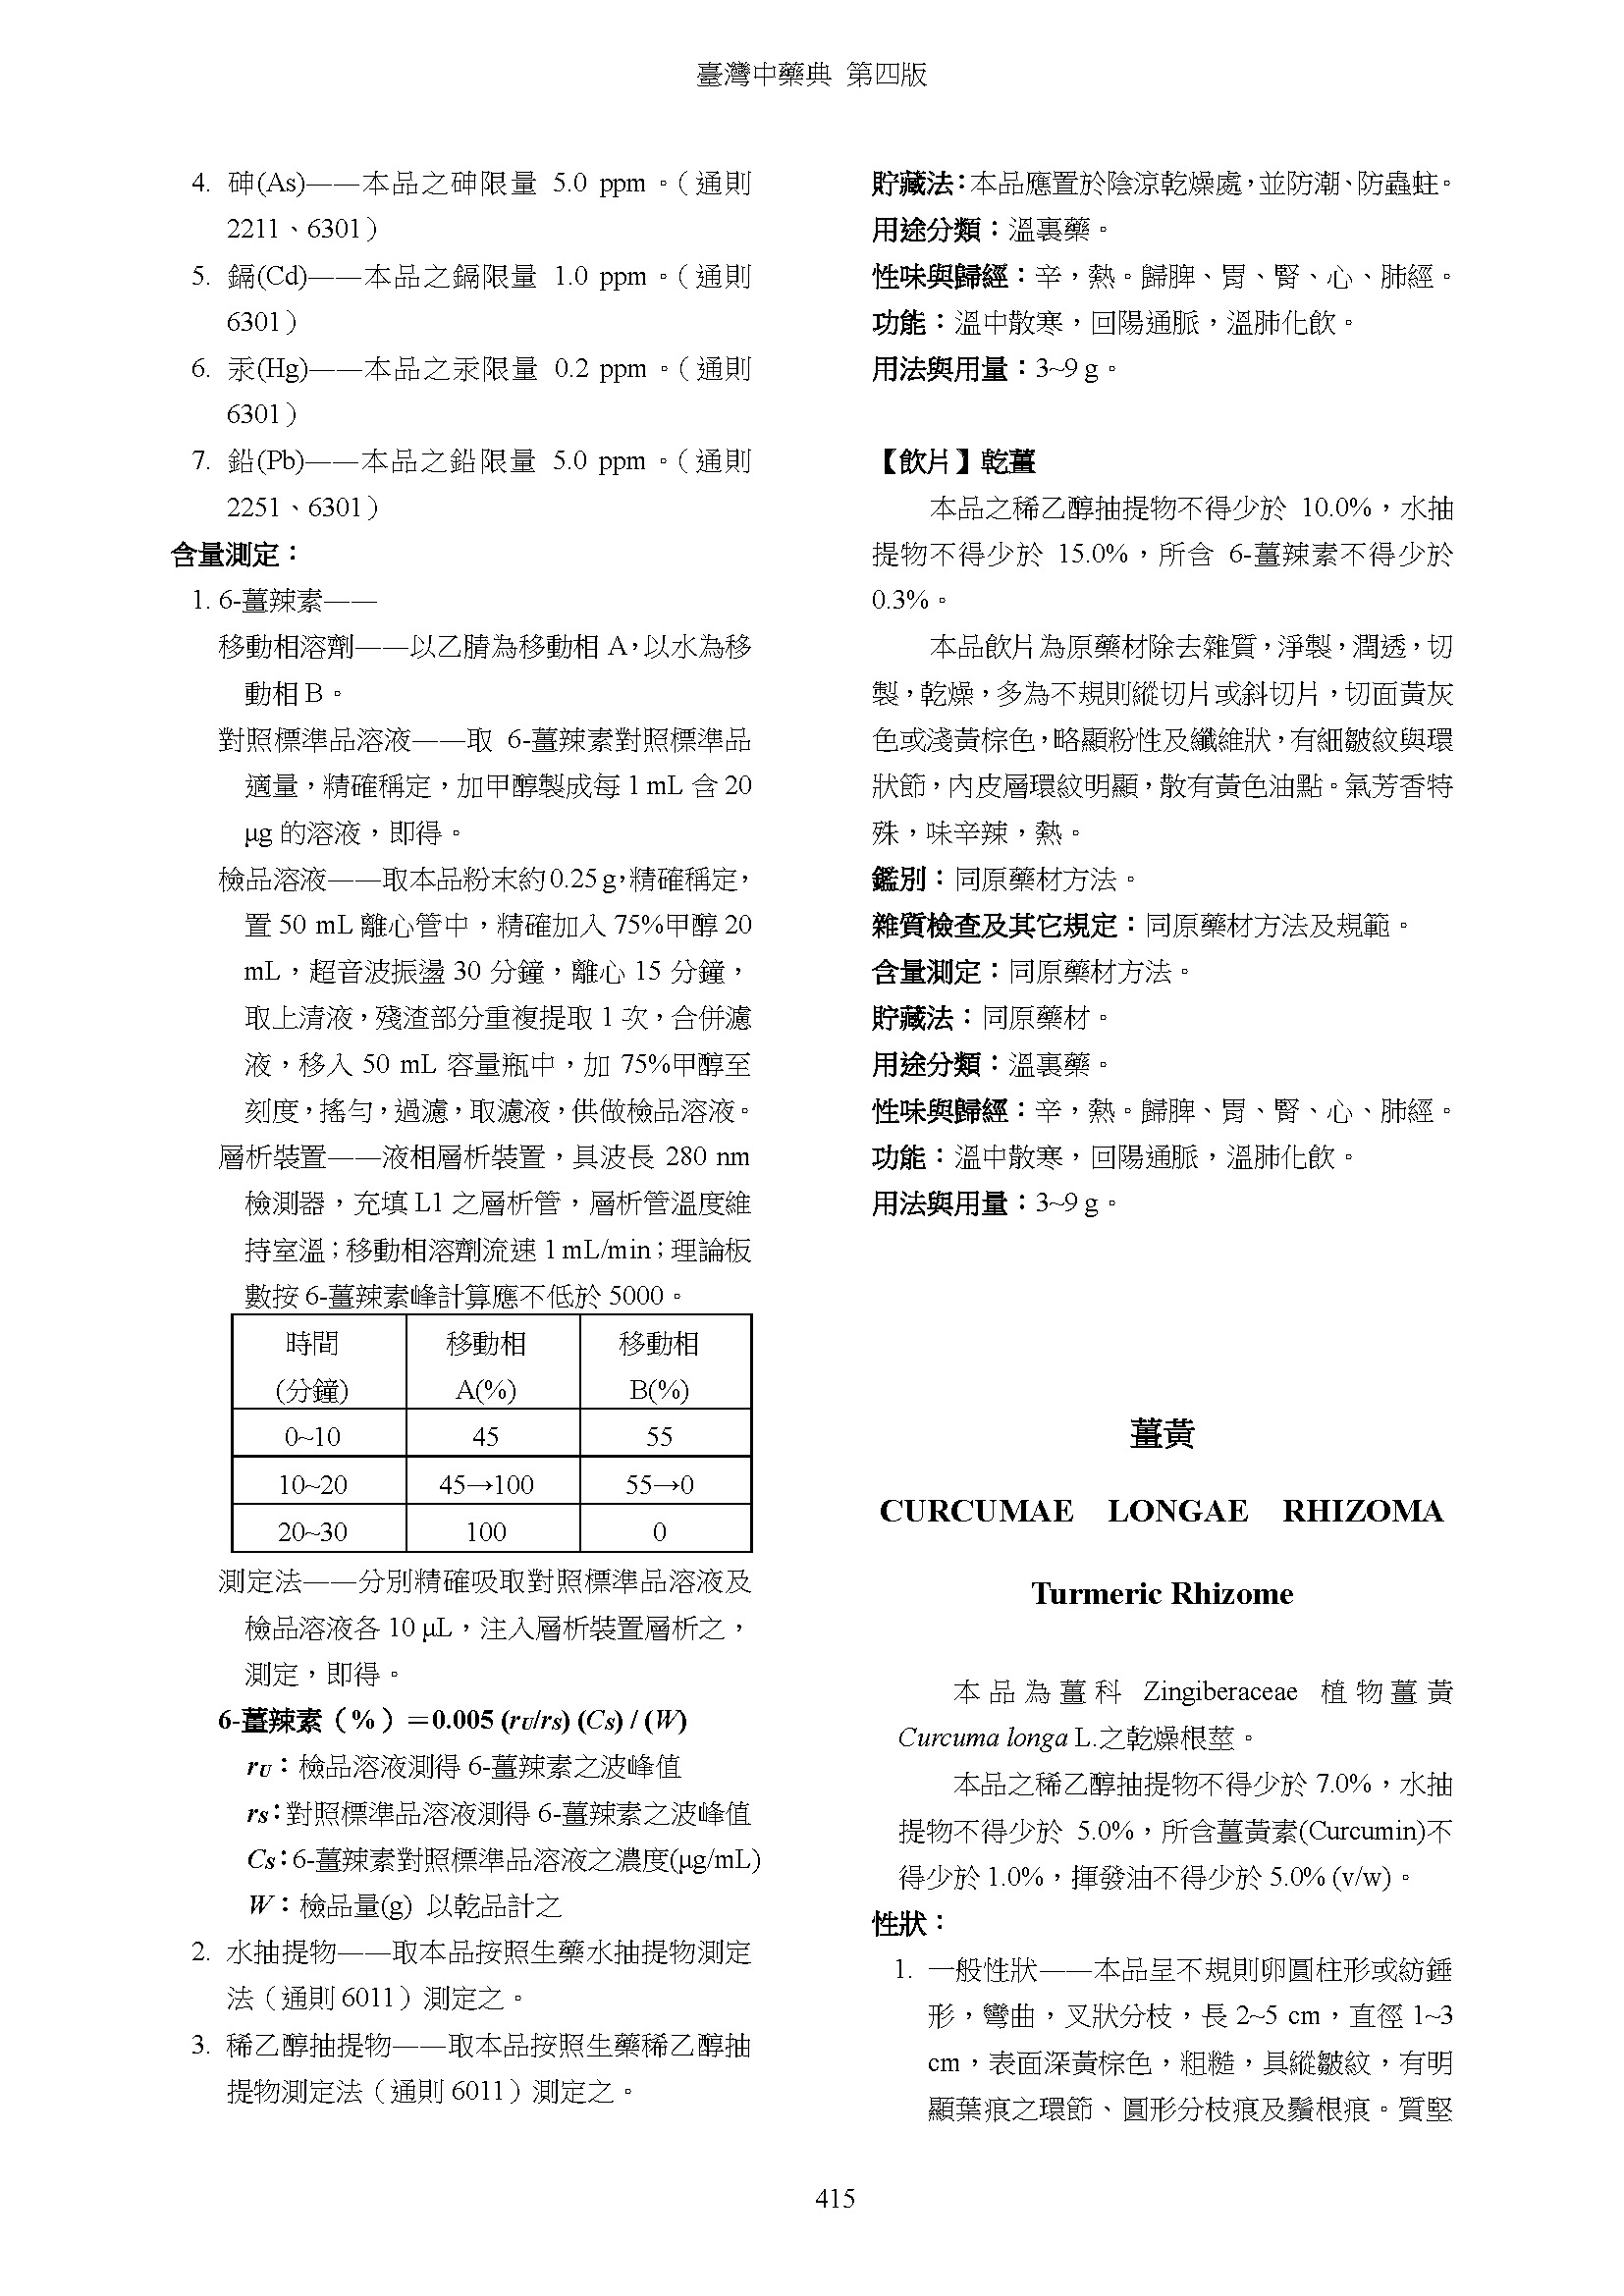 臺灣中藥典 第四版
4. 砷(As)——本品之砷限量 5.0 ppm。(通則
2211、6301)
5. 鎘(Cd)——本品之鎘限量 1.0 ppm。(通則
6301)
6. 汞(Hg)——本品之汞限量 0.2 ppm。(通則
6301)
7. 鉛(Pb)——本品之鉛限量 5.0 ppm。(通則
2251、6301)
含量測定：
1. 6-薑辣素——
移動相溶劑——以乙腈為移動相 A，以水為移
動相 B。
對照標準品溶液——取 6-薑辣素對照標準品
適量，精確稱定，加甲醇製成每 1 mL 含 20
μg 的溶液，即得。
檢品溶液——取本品粉末約 0.25 g，精確稱定，
置 50 mL 離心管中，精確加入 75%甲醇 20
mL，超音波振盪 30 分鐘，離心 15 分鐘，
取上清液，殘渣部分重複提取 1 次，合併濾
液，移入 50 mL 容量瓶中，加 75%甲醇至
刻度，搖勻，過濾，取濾液，供做檢品溶液。
層析裝置——液相層析裝置，具波長 280 nm
檢測器，充填 L1 之層析管，層析管溫度維
持室溫；移動相溶劑流速 1 mL/min；理論板
數按 6-薑辣素峰計算應不低於 5000。
時間 移動相 移動相
(分鐘) A(%) B(%)
0~10 45 55
10~20 45→100 55→0
20~30 100 0
測定法——分別精確吸取對照標準品溶液及
檢品溶液各 10 μL，注入層析裝置層析之，
測定，即得。
6-薑辣素（%）＝0.005 (rU/rS) (CS) / (W)
rU：檢品溶液測得 6-薑辣素之波峰值
rS：對照標準品溶液測得 6-薑辣素之波峰值
CS：6-薑辣素對照標準品溶液之濃度(μg/mL)
W：檢品量(g) 以乾品計之
2. 水抽提物——取本品按照生藥水抽提物測定
法（通則 6011）測定之。
3. 稀乙醇抽提物——取本品按照生藥稀乙醇抽
提物測定法（通則 6011）測定之。
貯藏法：本品應置於陰涼乾燥處，並防潮、防蟲蛀。
用途分類：溫裏藥。
性味與歸經：辛，熱。歸脾、胃、腎、心、肺經。
功能：溫中散寒，回陽通脈，溫肺化飲。
用法與用量：3~9 g。
【飲片】乾薑
本品之稀乙醇抽提物不得少於 10.0%，水抽
提物不得少於 15.0%，所含 6-薑辣素不得少於
0.3%。
本品飲片為原藥材除去雜質，淨製，潤透，切
製，乾燥，多為不規則縱切片或斜切片，切面黃灰
色或淺黃棕色，略顯粉性及纖維狀，有細皺紋與環
狀節，內皮層環紋明顯，散有黃色油點。氣芳香特
殊，味辛辣，熱。
鑑別：同原藥材方法。
雜質檢查及其它規定：同原藥材方法及規範。
含量測定：同原藥材方法。
貯藏法：同原藥材。
用途分類：溫裏藥。
性味與歸經：辛，熱。歸脾、胃、腎、心、肺經。
功能：溫中散寒，回陽通脈，溫肺化飲。
用法與用量：3~9 g。
薑黃
CURCUMAE LONGAE RHIZOMA
Turmeric Rhizome
本品為薑科 Zingiberaceae 植物薑黃
Curcuma longa L.之乾燥根莖。
本品之稀乙醇抽提物不得少於 7.0%，水抽
提物不得少於 5.0%，所含薑黃素(Curcumin)不
得少於 1.0%，揮發油不得少於 5.0% (v/w)。
性狀：
1. 一般性狀——本品呈不規則卵圓柱形或紡錘
形，彎曲，叉狀分枝，長 2~5 cm，直徑 1~3
cm，表面深黃棕色，粗糙，具縱皺紋，有明
顯葉痕之環節、圓形分枝痕及鬚根痕。質堅
415